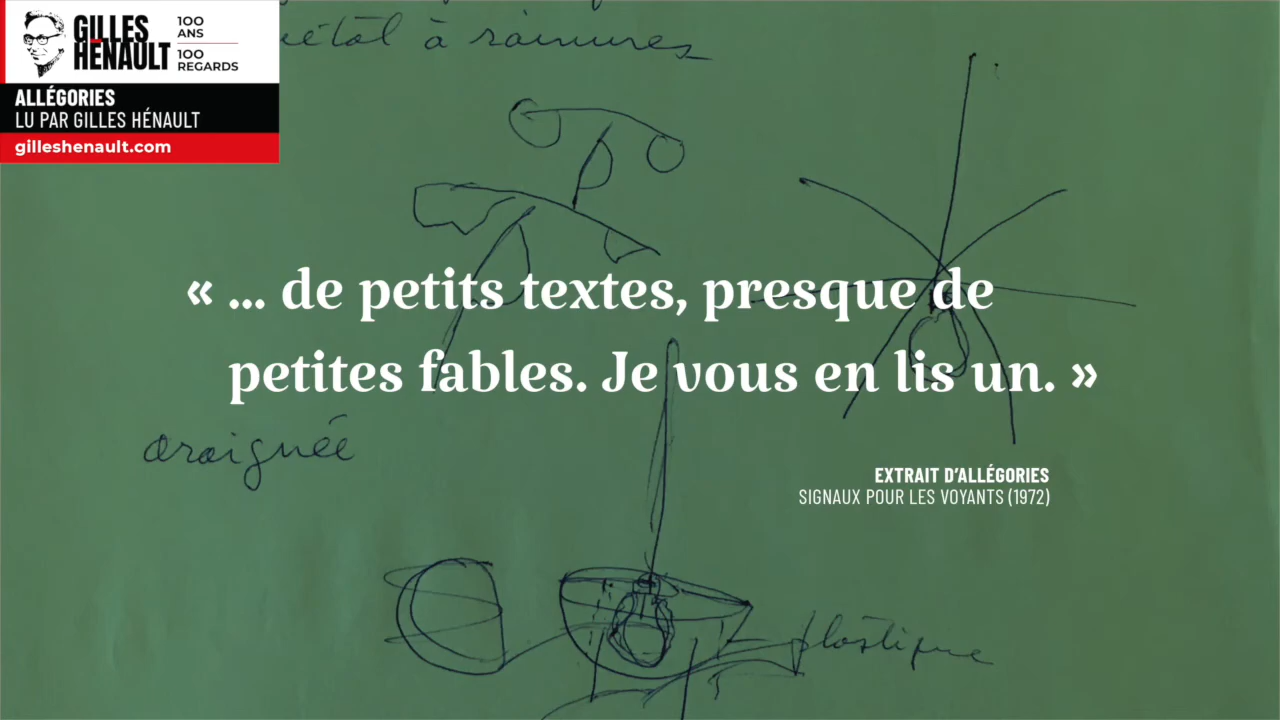 GILLES
HÉNAULT
100
ANS
100
REGARDS
ALLÉGORIES
LU PAR GILLES HÉNAULT
gilleshenault.com
à rainures
« ... de petits textes, presque de
petites fables. Je vous en lis un. »
araignée
EXTRAIT D'ALLÉGORIES
SIGNAUX POUR LES VOYANTS (1972)
plastique